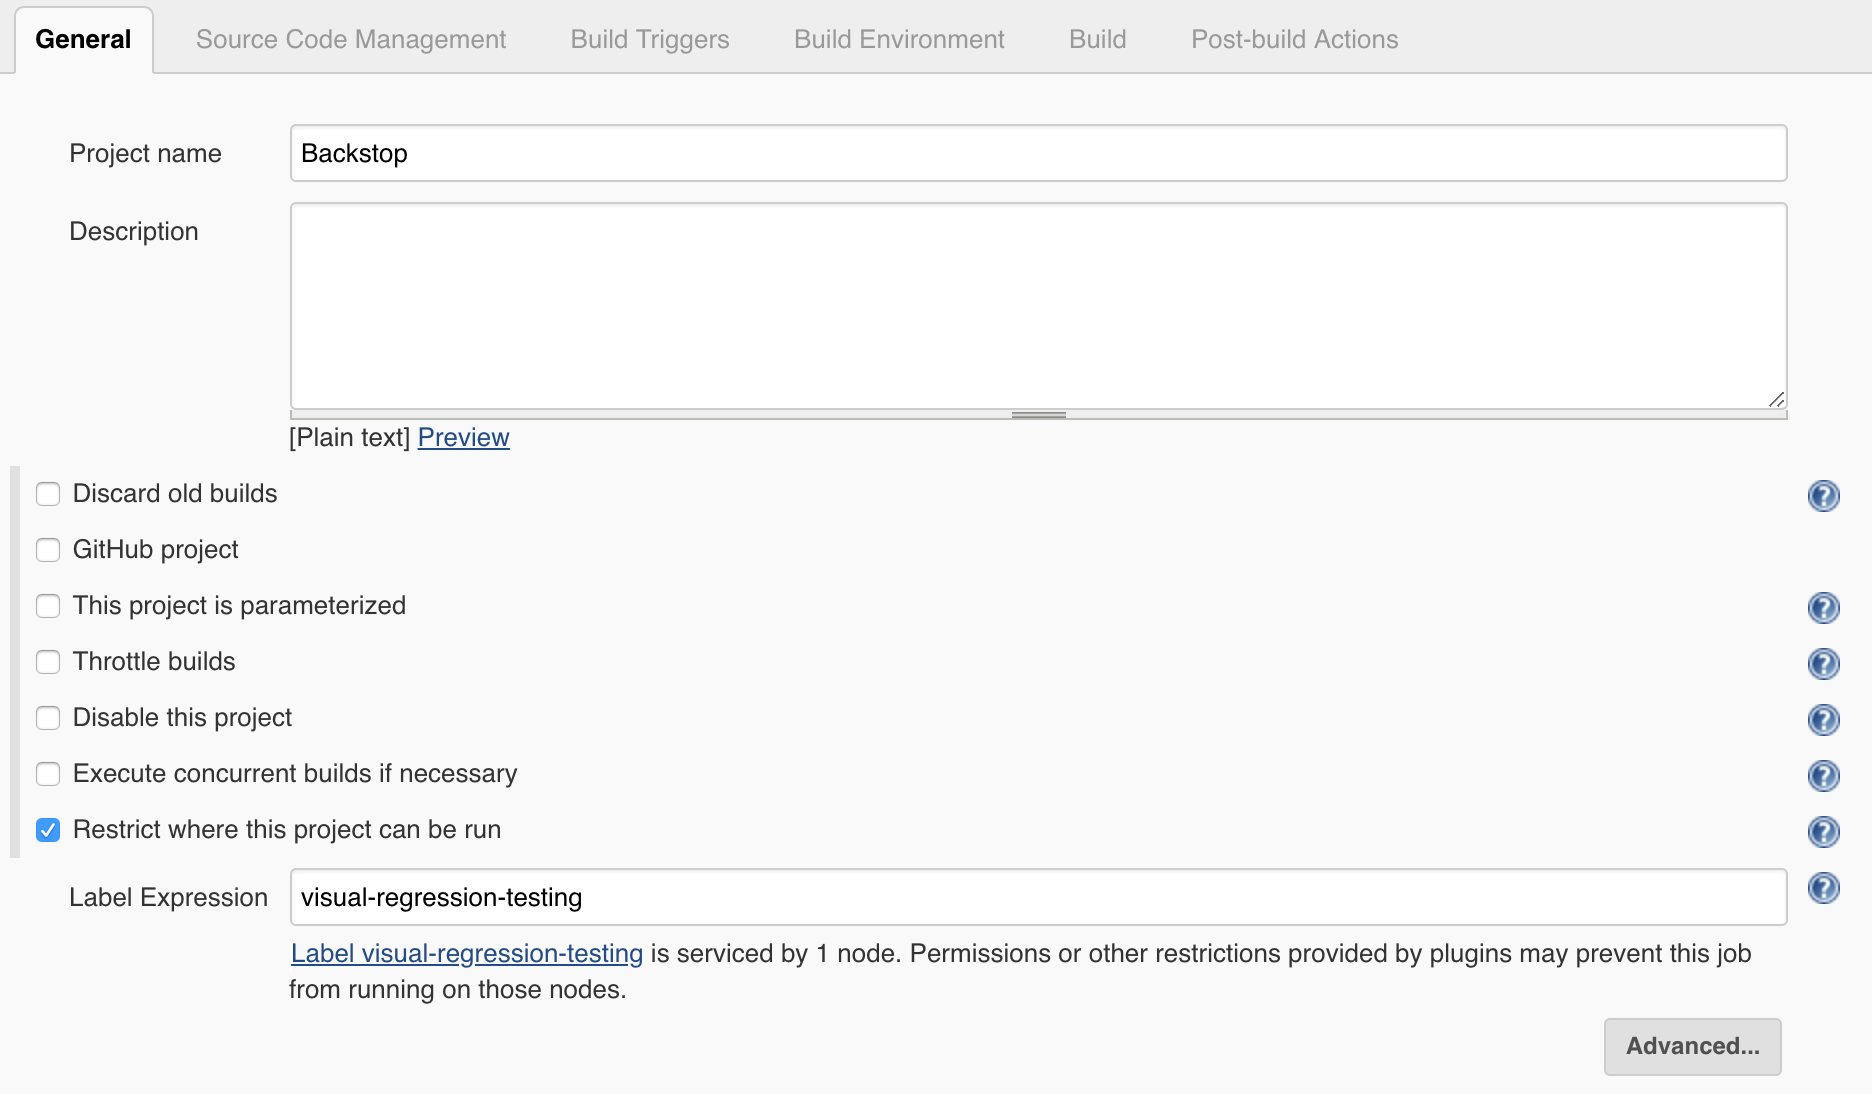 General
Source Code Management
Build Triggers
Build Environment
Build
Post-build Actions
Project name
Backstop
Description
[Plain text] Preview
Discard old builds
GitHub project
This project is parameterized
Throttle builds
Disable this project
Execute concurrent builds if necessary
Restrict where this project can be run
Label Expression
visual-regression-testing
Label visual-regression-testing is serviced by 1 node. Permissions or other restrictions provided by plugins may prevent this job
from running on those nodes.
Advanced...